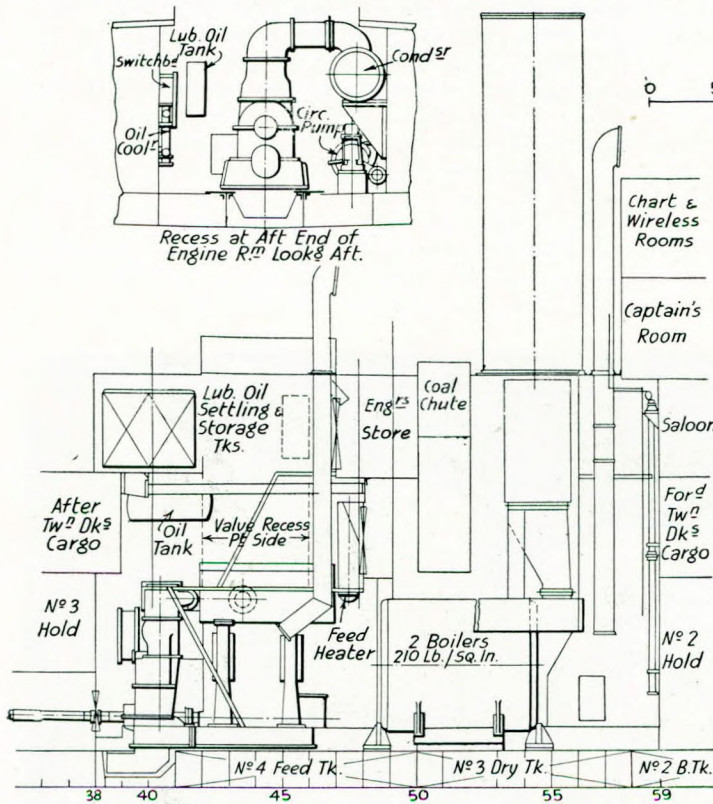 Lub. Oil
Tank
Switchbd
Oil
Coolr
Condsr
Circ.
Pump
Recess at Aft End of
Engine Rm Lookg Aft.
0 5
Chart &
Wireless
Rooms
Captain's
Room
Lub. Oil
Settling &
Storage
Tks.
Engrs
Store
Coal
Chute
Saloon
After
Twn Dks
Cargo
Oil
Tank
Valve Recess
Pt Side
Ford
Twn
Dks
Cargo
No 3
Hold
Feed
Heater
2 Boilers
210 Lb./Sq.In.
No 2
Hold
No 4 Feed Tk.
No 3 Dry Tk.
No 2 B.Tk.
38 40 45 50 55 59